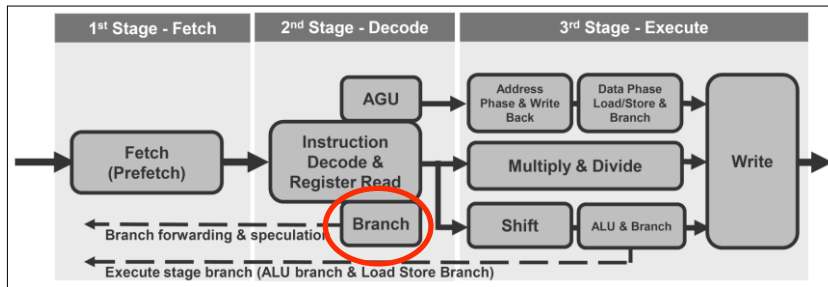 1st Stage - Fetch
2nd Stage - Decode
3rd Stage - Execute
AGU
Address
Phase & Write
Back
Data Phase
Load/Store &
Branch
Fetch
(Prefetch)
Instruction
Decode &
Register Read
Multiply & Divide
Write
Branch
Shift
ALU & Branch
Branch forwarding & speculation
Execute stage branch (ALU branch & Load Store Branch)